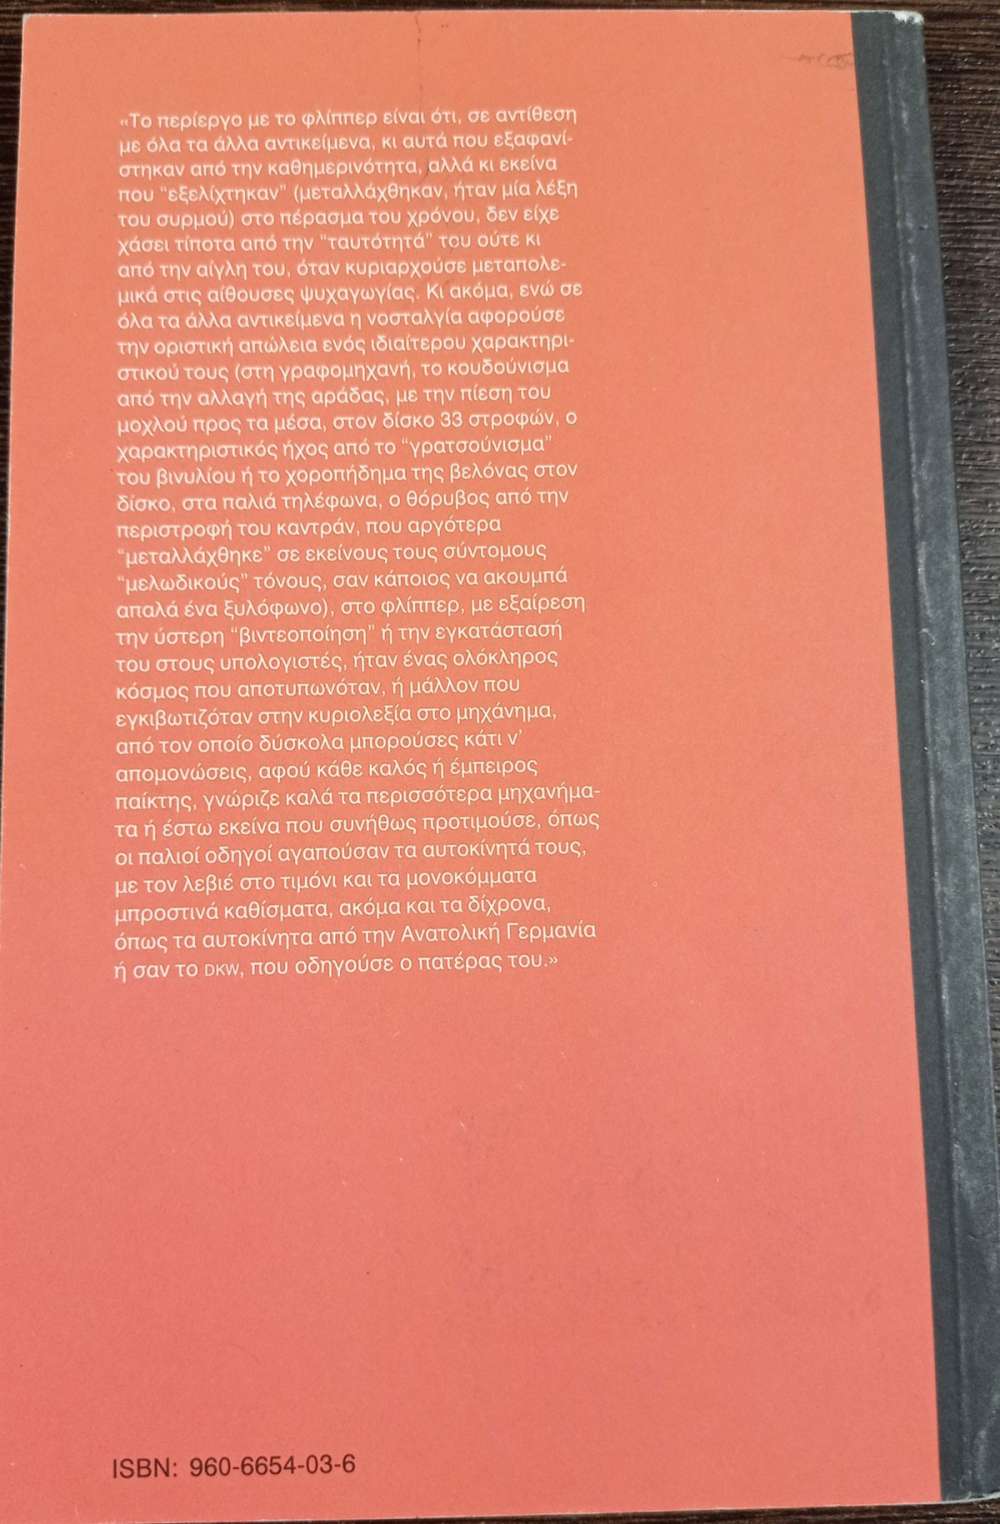 «Το περίεργο με το φλίππερ είναι ότι, σε αντίθεση
με όλα τα άλλα αντικείμενα, κι αυτά που εξαφανί-
στηκαν από την καθημερινότητα, αλλά κι εκείνα
που “εξελίχτηκαν” (μεταλλάχθηκαν, ήταν μία λέξη
του συρμού) στο πέρασμα του χρόνου, δεν είχε
χάσει τίποτα από την “ταυτότητά” του ούτε κι
από την αίγλη του, όταν κυριαρχούσε μεταπολε-
μικά στις αίθουσες ψυχαγωγίας. Κι ακόμα, ενώ σε
όλα τα άλλα αντικείμενα η νοσταλγία αφορούσε
την οριστική απώλεια ενός ιδιαίτερου χαρακτηρι-
στικού τους (στη γραφομηχανή, το κουδούνισμα
από την αλλαγή της αράδας, με την πίεση του
μοχλού προς τα μέσα, στον δίσκο 33 στροφών, ο
χαρακτηριστικός ήχος από το “γρατσούνισμα”
του βινυλίου ή το χοροπήδημα της βελόνας στον
δίσκο, στα παλιά τηλέφωνα, ο θόρυβος από την
περιστροφή του καντράν, που αργότερα
“μεταλλάχθηκε” σε εκείνους τους σύντομους
“μελωδικούς” τόνους, σαν κάποιος να ακουμπά
απαλά ένα ξυλόφωνο), στο φλίππερ, με εξαίρεση
την ύστερη “βιντεοποίηση” ή την εγκατάστασή
του στους υπολογιστές, ήταν ένας ολόκληρος
κόσμος που αποτυπωνόταν, ή μάλλον που
εγκιβωτιζόταν στην κυριολεξία στο μηχάνημα,
από τον οποίο δύσκολα μπορούσες κάτι ν’
απομονώσεις, αφού κάθε καλός ή έμπειρος
παίκτης, γνώριζε καλά τα περισσότερα μηχανήμα-
τα ή έστω εκείνα που συνήθως προτιμούσε, όπως
οι παλιοί οδηγοί αγαπούσαν τα αυτοκίνητά τους,
με τον λεβιέ στο τιμόνι και τα μονοκόμματα
μπροστινά καθίσματα, ακόμα και τα δίχρονα,
όπως τα αυτοκίνητα από την Ανατολική Γερμανία
ή σαν το DKW, που οδηγούσε ο πατέρας του.»
ISBN: 960-6654-03-6